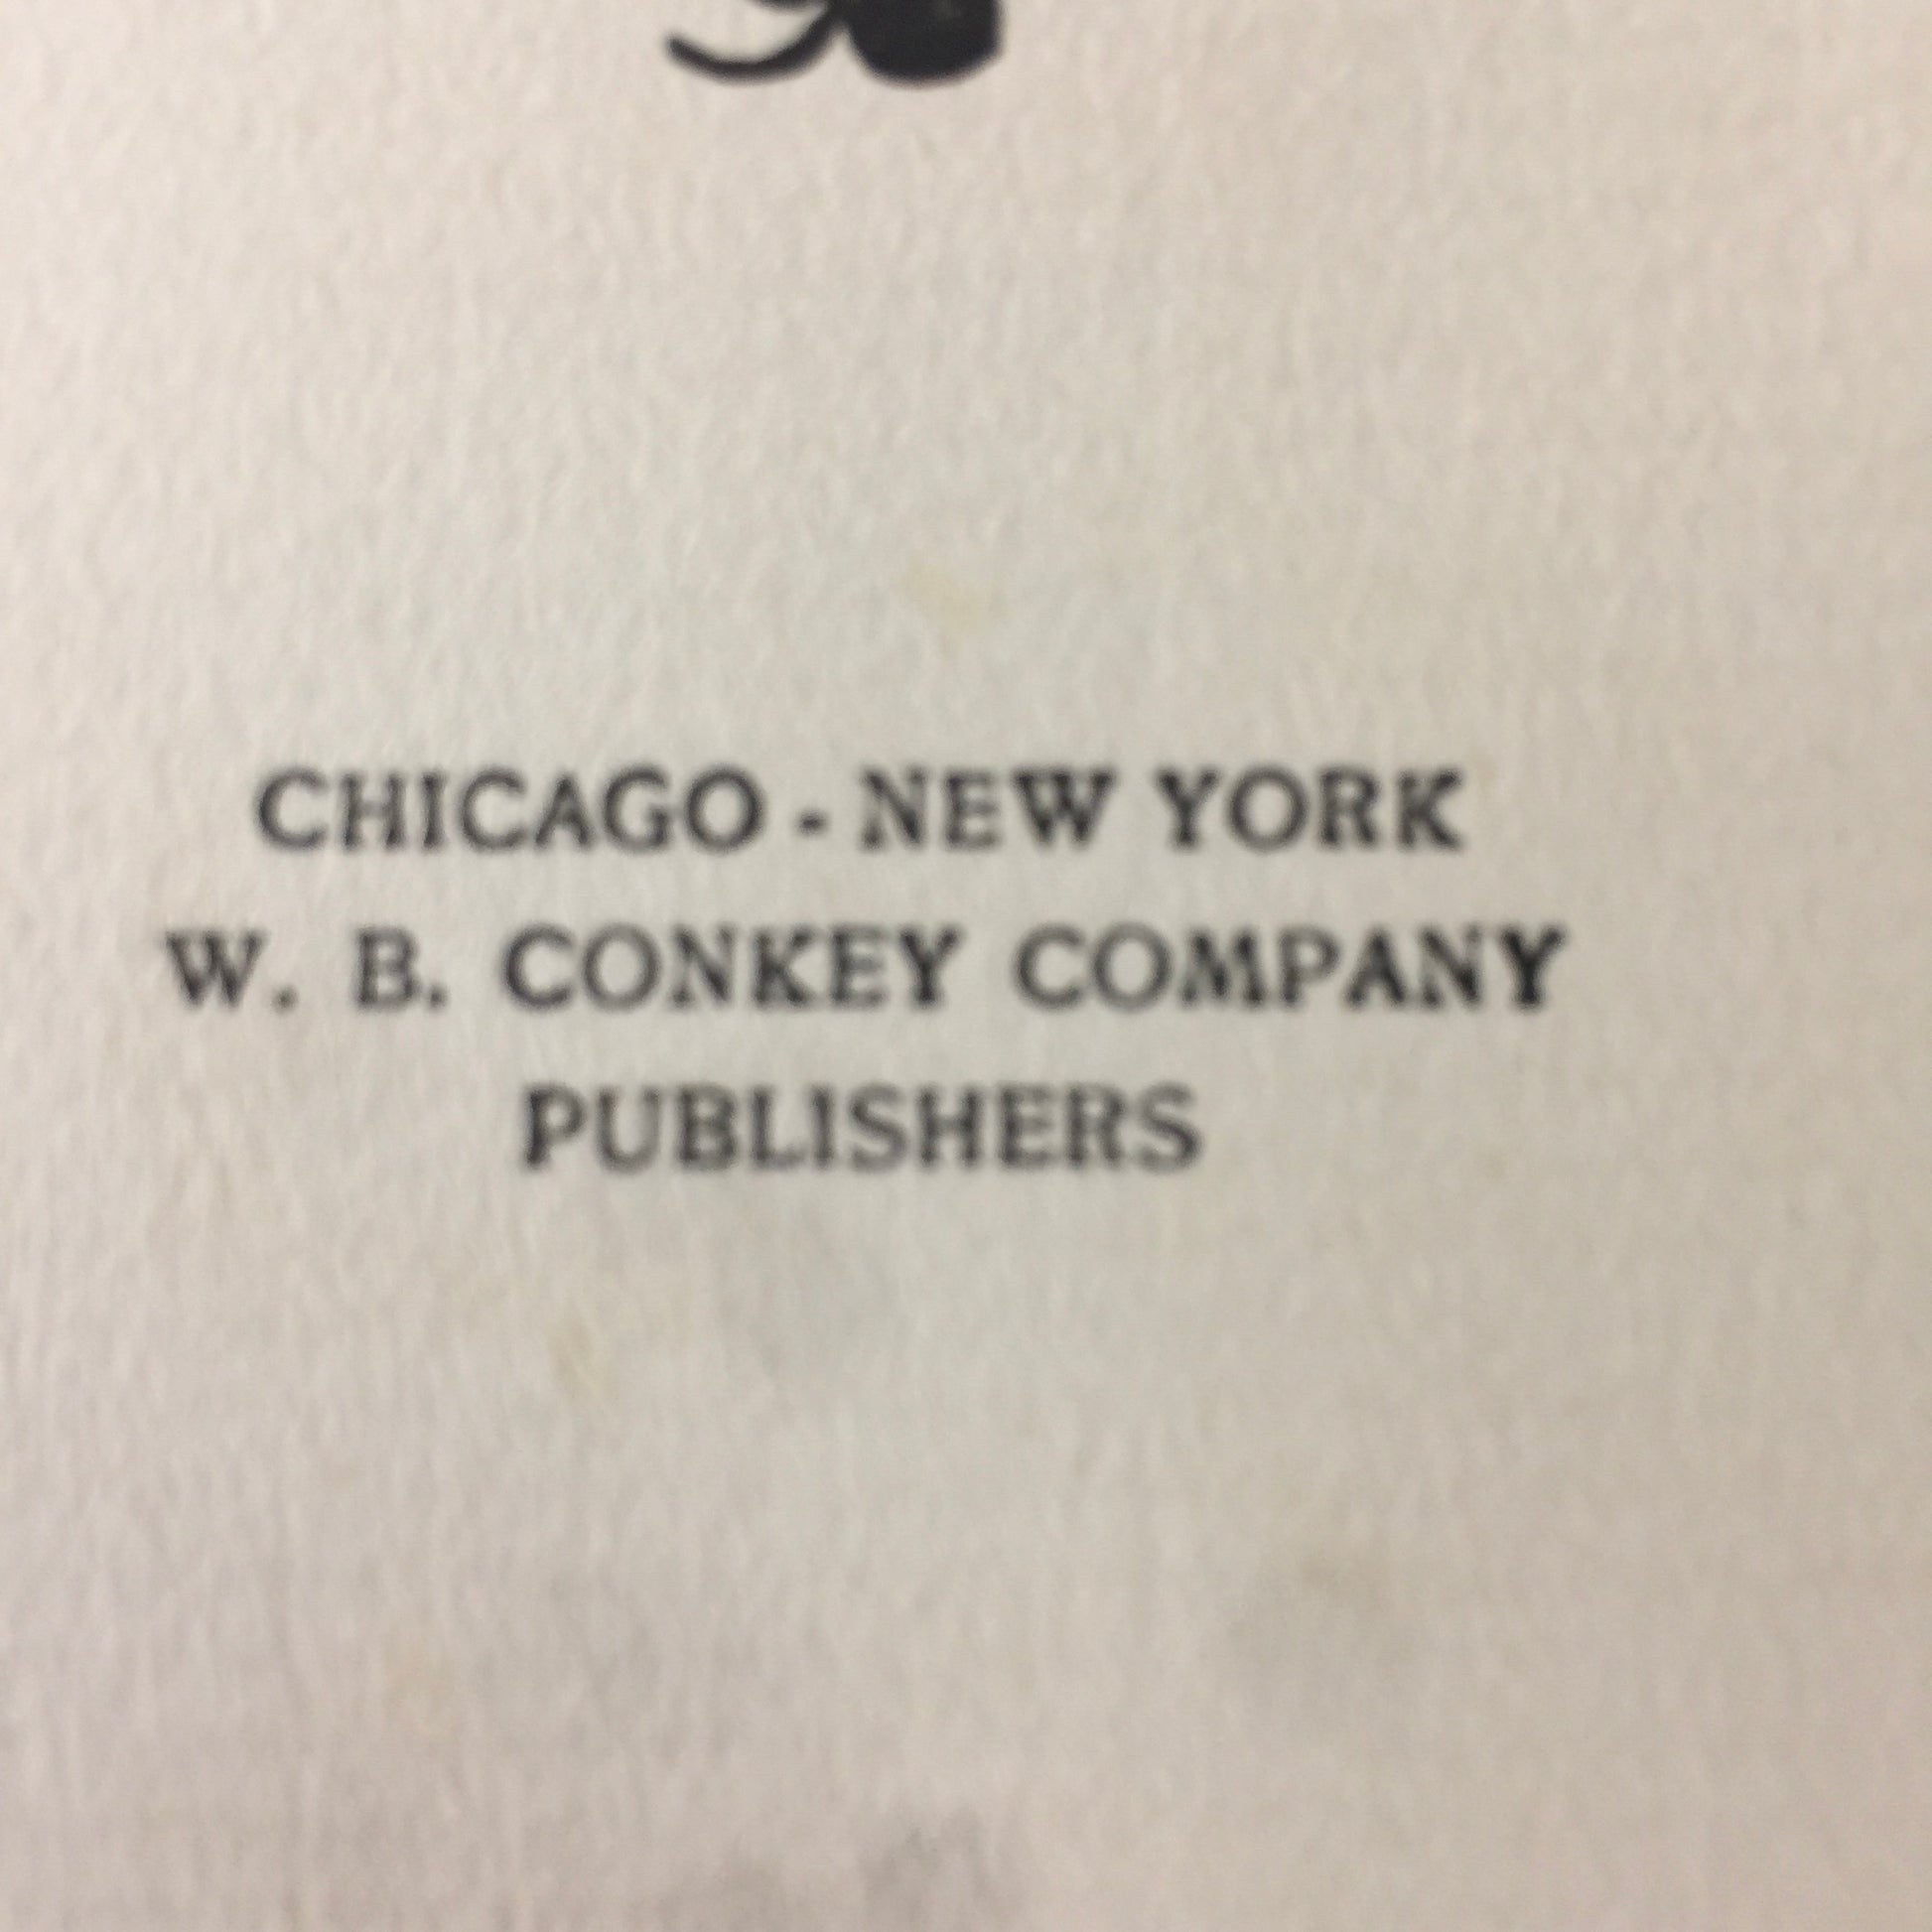 CHICAGO - NEW YORK
W. B. CONKEY COMPANY
PUBLISHERS